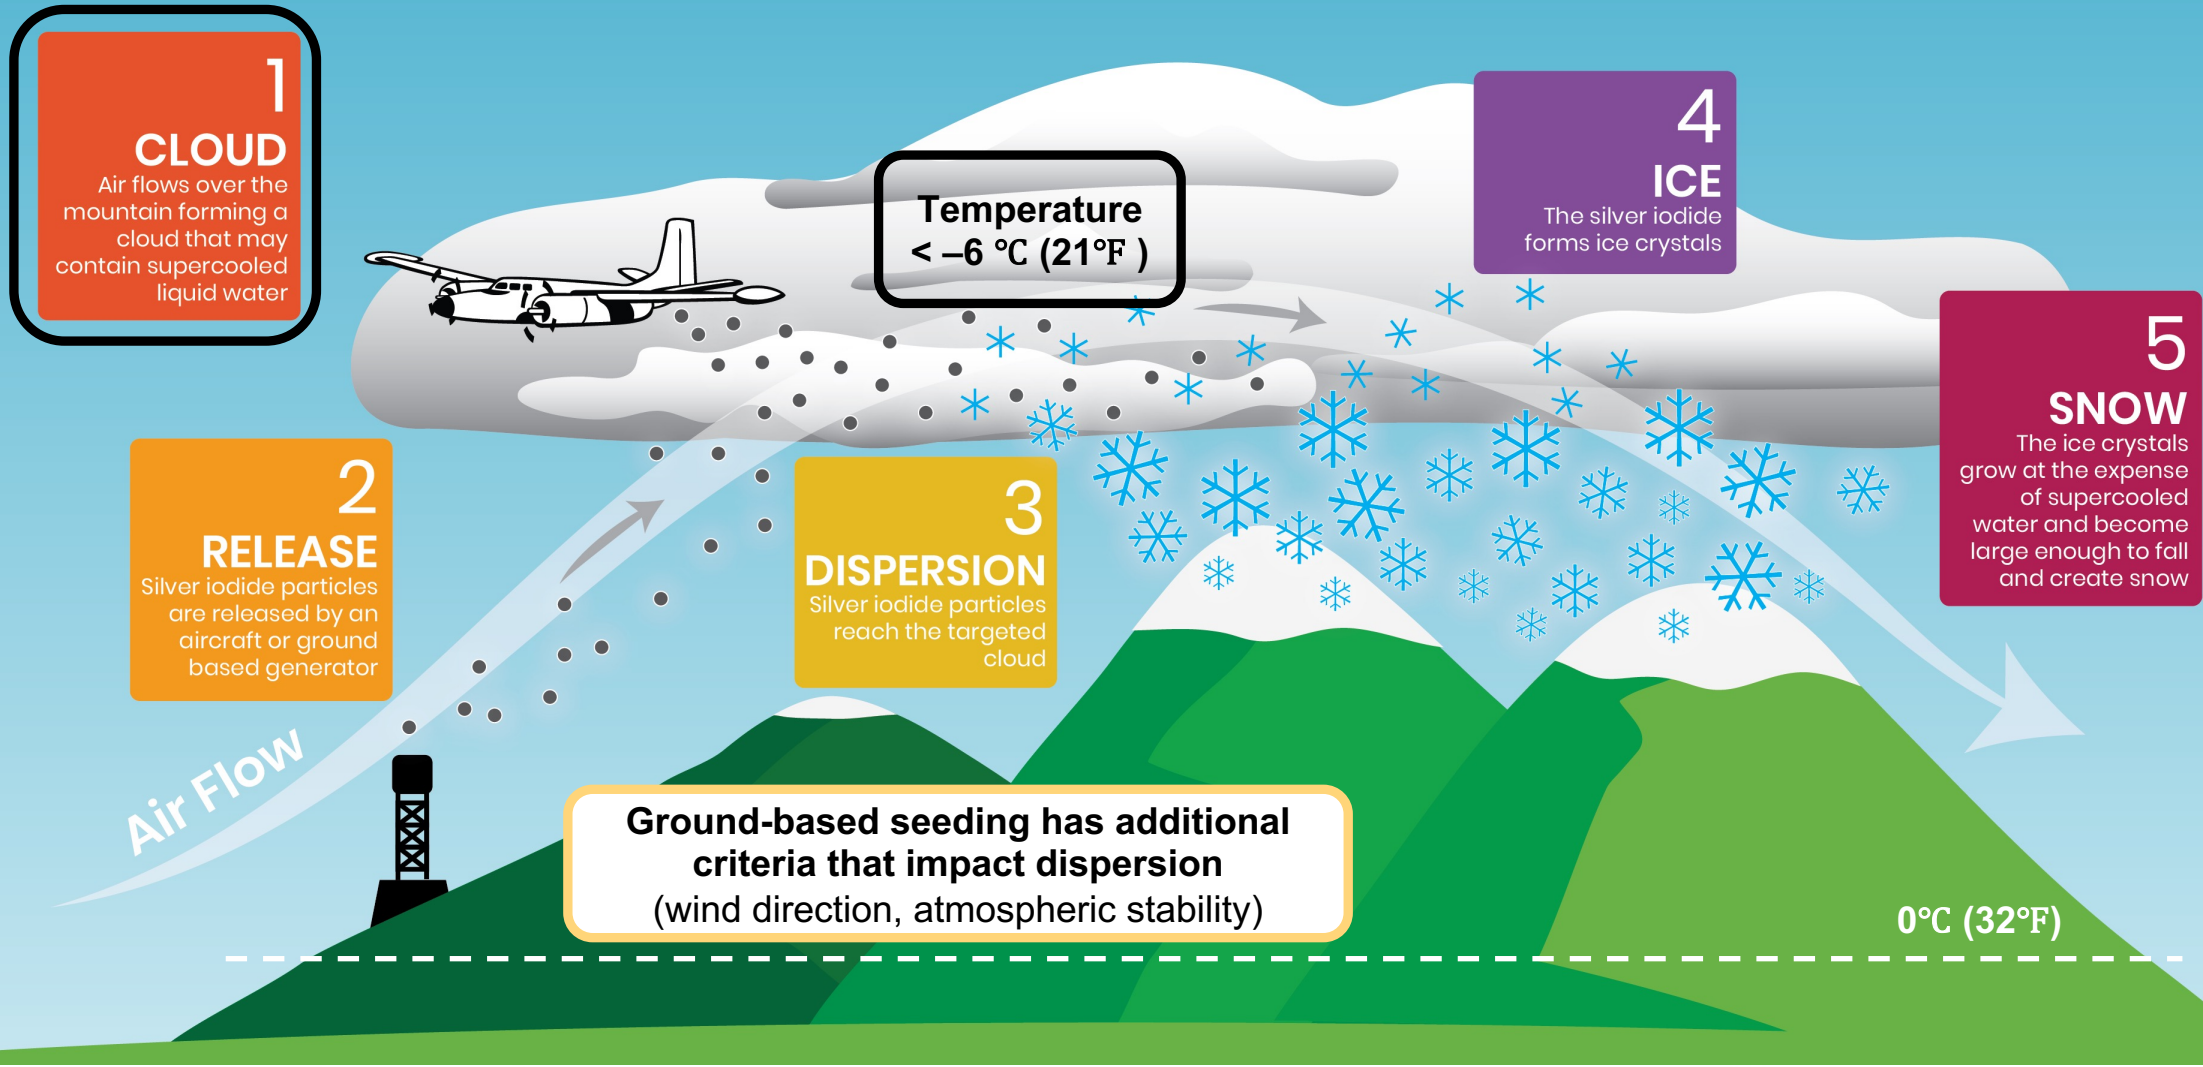 1
CLOUD
Air flows over the
mountain forming a
cloud that may
contain supercooled
liquid water
Temperature
< –6 °C (21°F )
4
ICE
The silver iodide
forms ice crystals
5
SNOW
The ice crystals
grow at the expense
of supercooled
water and become
large enough to fall
and create snow
2
RELEASE
Silver iodide particles
are released by an
aircraft or ground
based generator
3
DISPERSION
Silver iodide particles
reach the targeted
cloud
Air Flow
Ground-based seeding has additional
criteria that impact dispersion
(wind direction, atmospheric stability)
0°C (32°F)